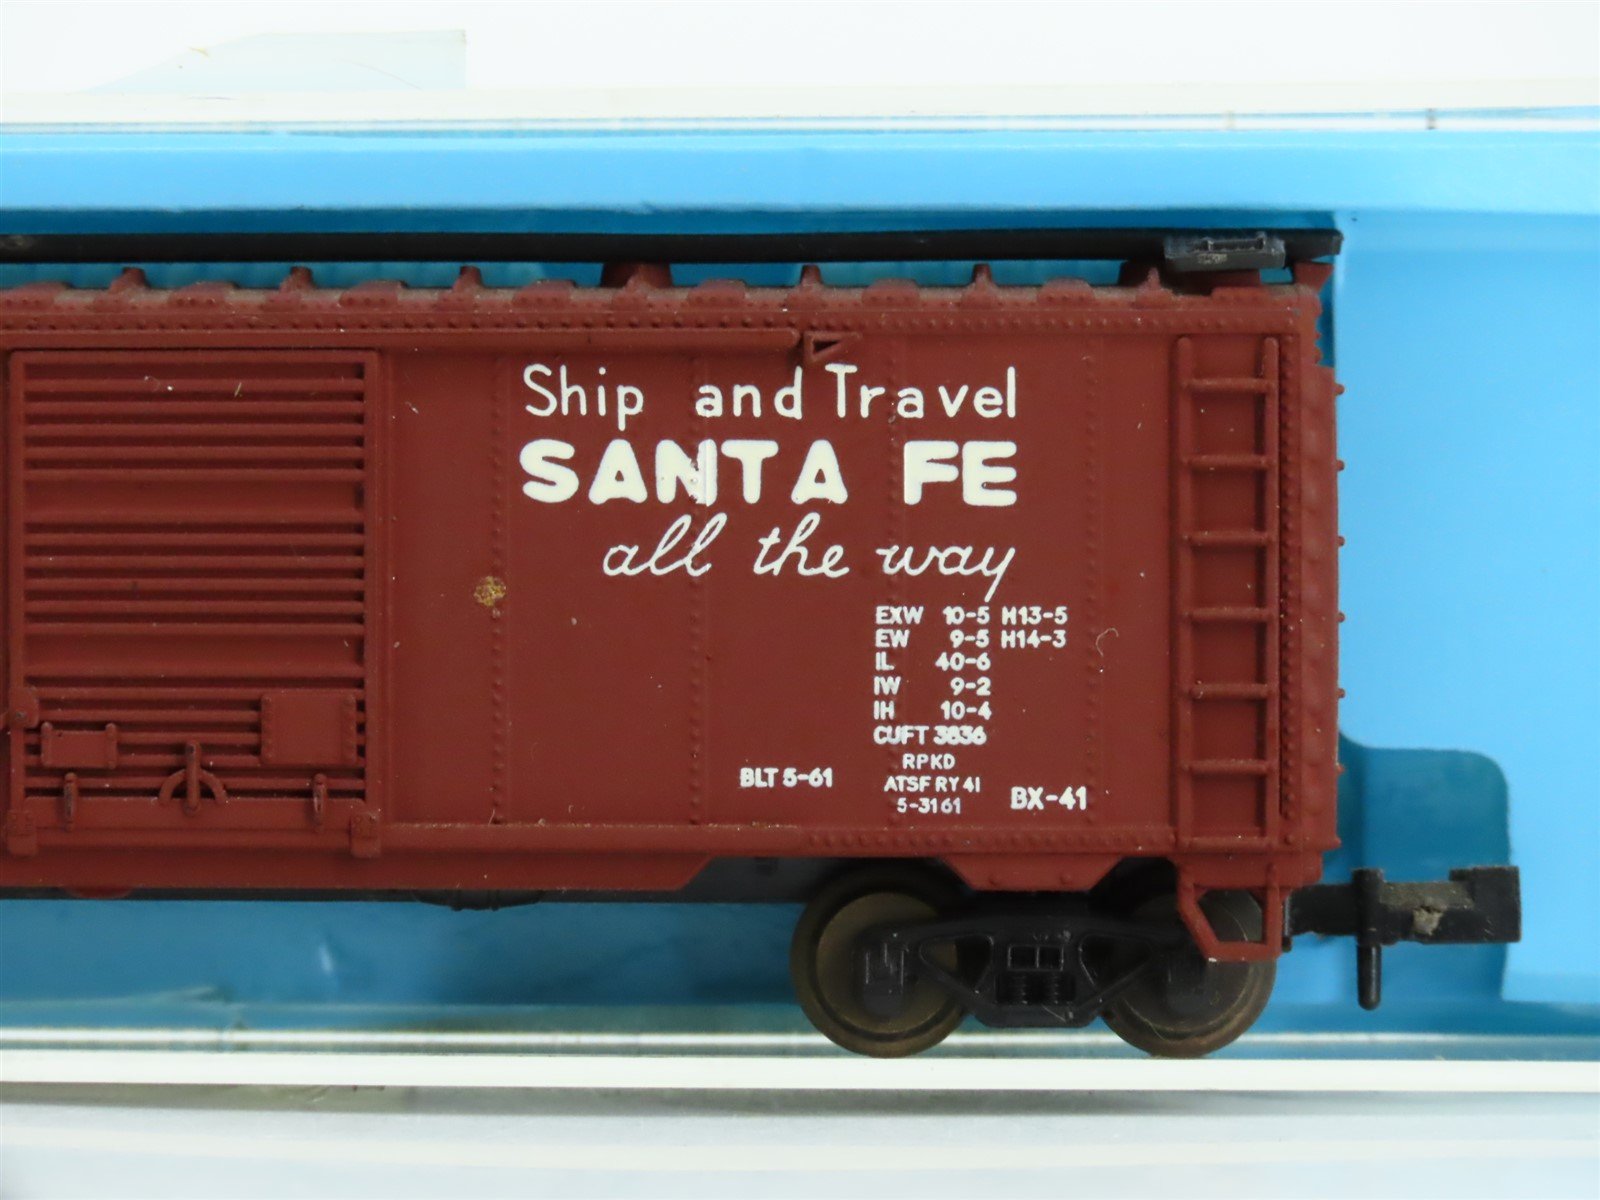 Ship and Travel
SANTA FE
all the way
EXW 10-5 H13-5
EW 9-5 H14-3
IL 40-6
IW 9-2
IH 10-4
CUFT 3836
RPKD
ATSF RY 41
5-3161
BLT 5-61
BX-41